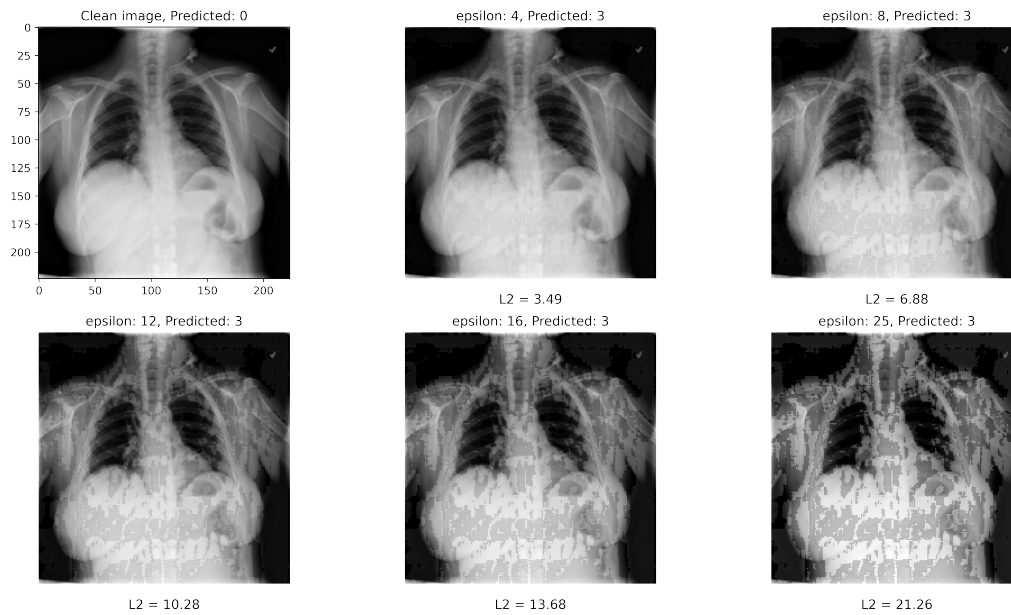 Clean image, Predicted: 0
epsilon: 4, Predicted: 3
epsilon: 8, Predicted: 3
0
25
50
75
100
125
150
175
200
0 50 100 150 200
L2 = 3.49
L2 = 6.88
epsilon: 12, Predicted: 3
epsilon: 16, Predicted: 3
epsilon: 25, Predicted: 3
L2 = 10.28
L2 = 13.68
L2 = 21.26